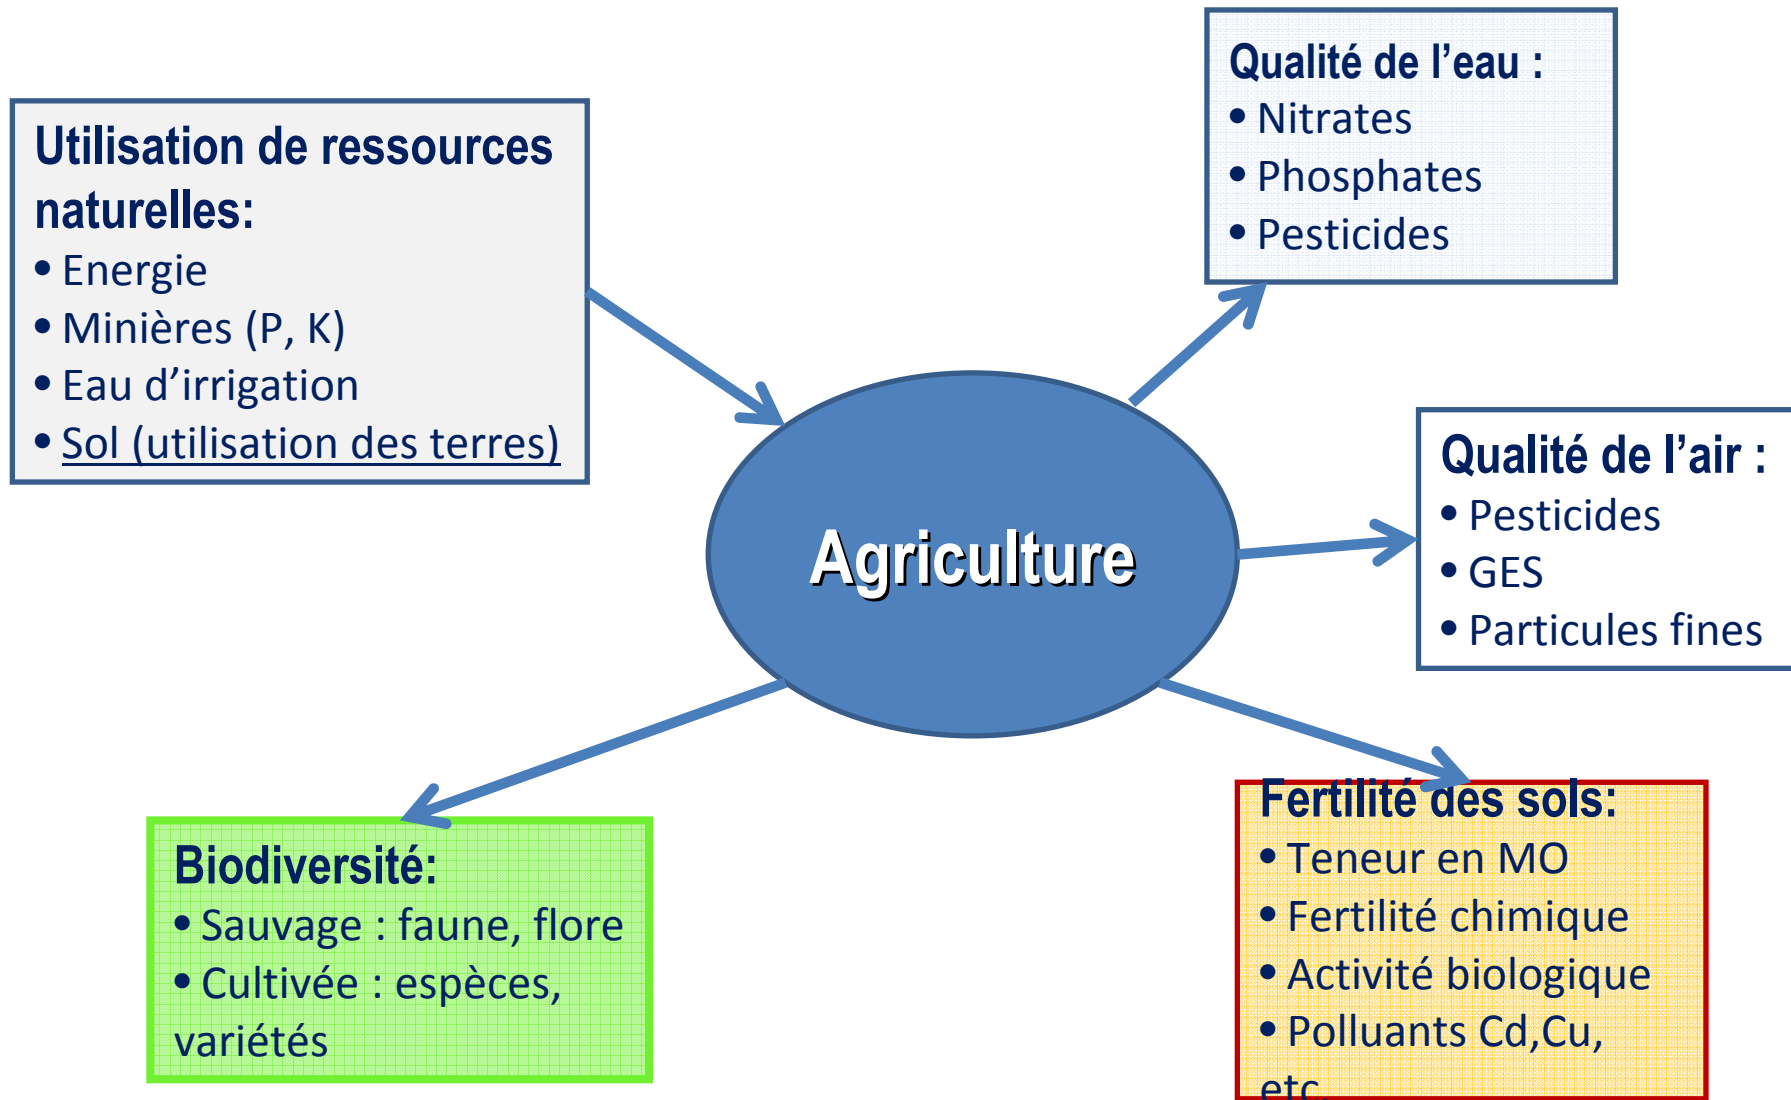 Utilisation de ressources
naturelles:
• Energie
• Minières (P, K)
• Eau d’irrigation
• Sol (utilisation des terres)
Qualité de l’eau :
• Nitrates
• Phosphates
• Pesticides
Agriculture
Qualité de l’air :
• Pesticides
• GES
• Particules fines
Biodiversité:
• Sauvage : faune, flore
• Cultivée : espèces,
variétés
Fertilité des sols:
• Teneur en MO
• Fertilité chimique
• Activité biologique
• Polluants Cd,Cu,
etc